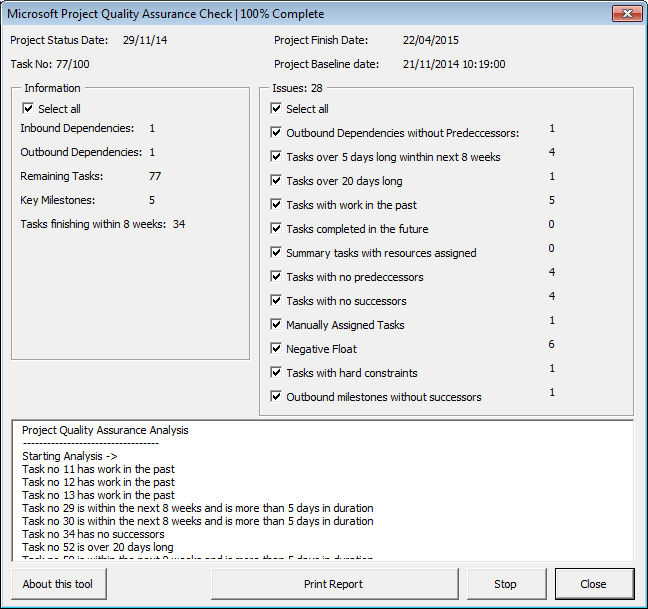 Microsoft Project Quality Assurance Check | 100% Complete
Project Status Date: 29/11/14 Project Finish Date: 22/04/2015
Task No: 77/100 Project Baseline date: 21/11/2014 10:19:00
Information
Select all
Inbound Dependencies: 1
Outbound Dependencies: 1
Remaining Tasks: 77
Key Milestones: 5
Tasks finishing within 8 weeks: 34
Issues: 28
Select all
Outbound Dependencies without Predeccessors: 1
Tasks over 5 days long winthin next 8 weeks 4
Tasks over 20 days long 1
Tasks with work in the past 5
Tasks completed in the future 0
Summary tasks with resources assigned 0
Tasks with no predeccessors 4
Tasks with no successors 4
Manually Assigned Tasks 1
Negative Float 6
Tasks with hard constraints 1
Outbound milestones without successors 1
Project Quality Assurance Analysis
----------------------------------
Starting Analysis ->
Task no 11 has work in the past
Task no 12 has work in the past
Task no 13 has work in the past
Task no 29 is within the next 8 weeks and is more than 5 days in duration
Task no 30 is within the next 8 weeks and is more than 5 days in duration
Task no 34 has no successors
Task no 52 is over 20 days long
About this tool Print Report Stop Close